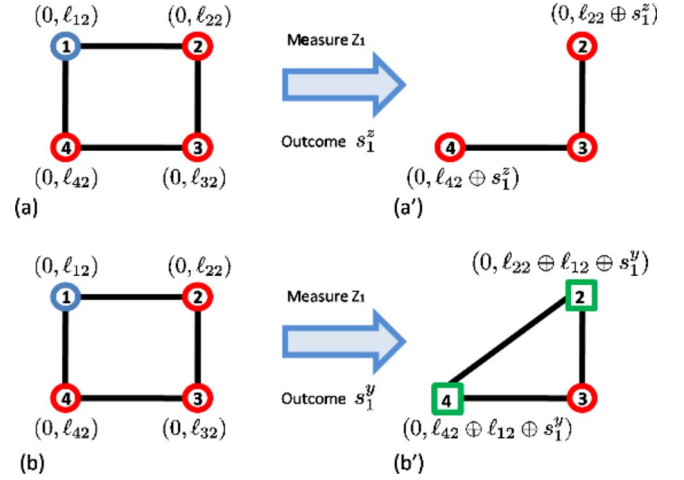 (0, ℓ₁₂) (0, ℓ₂₂) (0, ℓ₂₂ ⊕ s₁ᶻ)
1 2 Measure Z₁ 2
Outcome s₁ᶻ
4 3 4 3
(0, ℓ₄₂) (0, ℓ₃₂) (0, ℓ₄₂ ⊕ s₁ᶻ)
(a) (a')
(0, ℓ₁₂) (0, ℓ₂₂) (0, ℓ₂₂ ⊕ ℓ₁₂ ⊕ s₁ʸ)
1 2 Measure Z₁ 2
Outcome s₁ʸ
4 3 4 3
(0, ℓ₄₂) (0, ℓ₃₂) (0, ℓ₄₂ ⊕ ℓ₁₂ ⊕ s₁ʸ)
(b) (b')